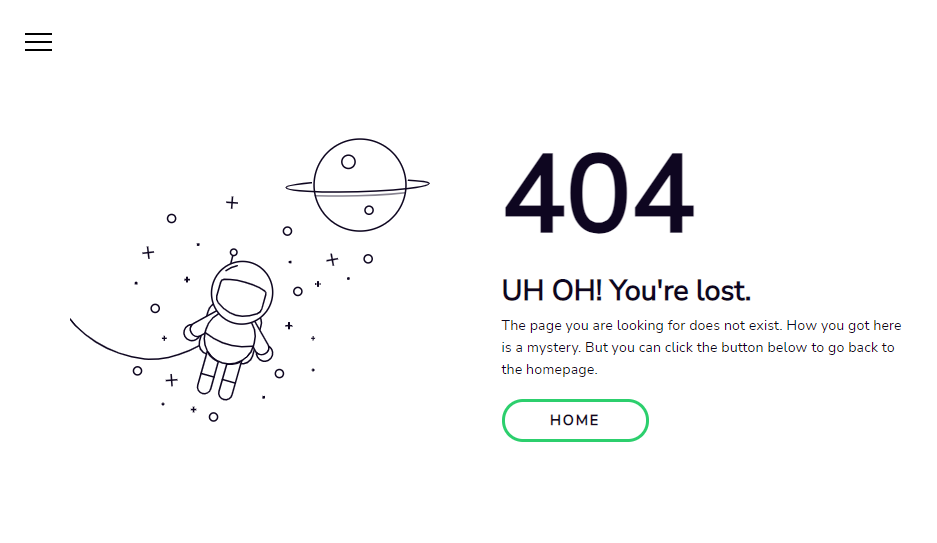 404
UH OH! You're lost.
The page you are looking for does not exist. How you got here
is a mystery. But you can click the button below to go back to
the homepage.
HOME